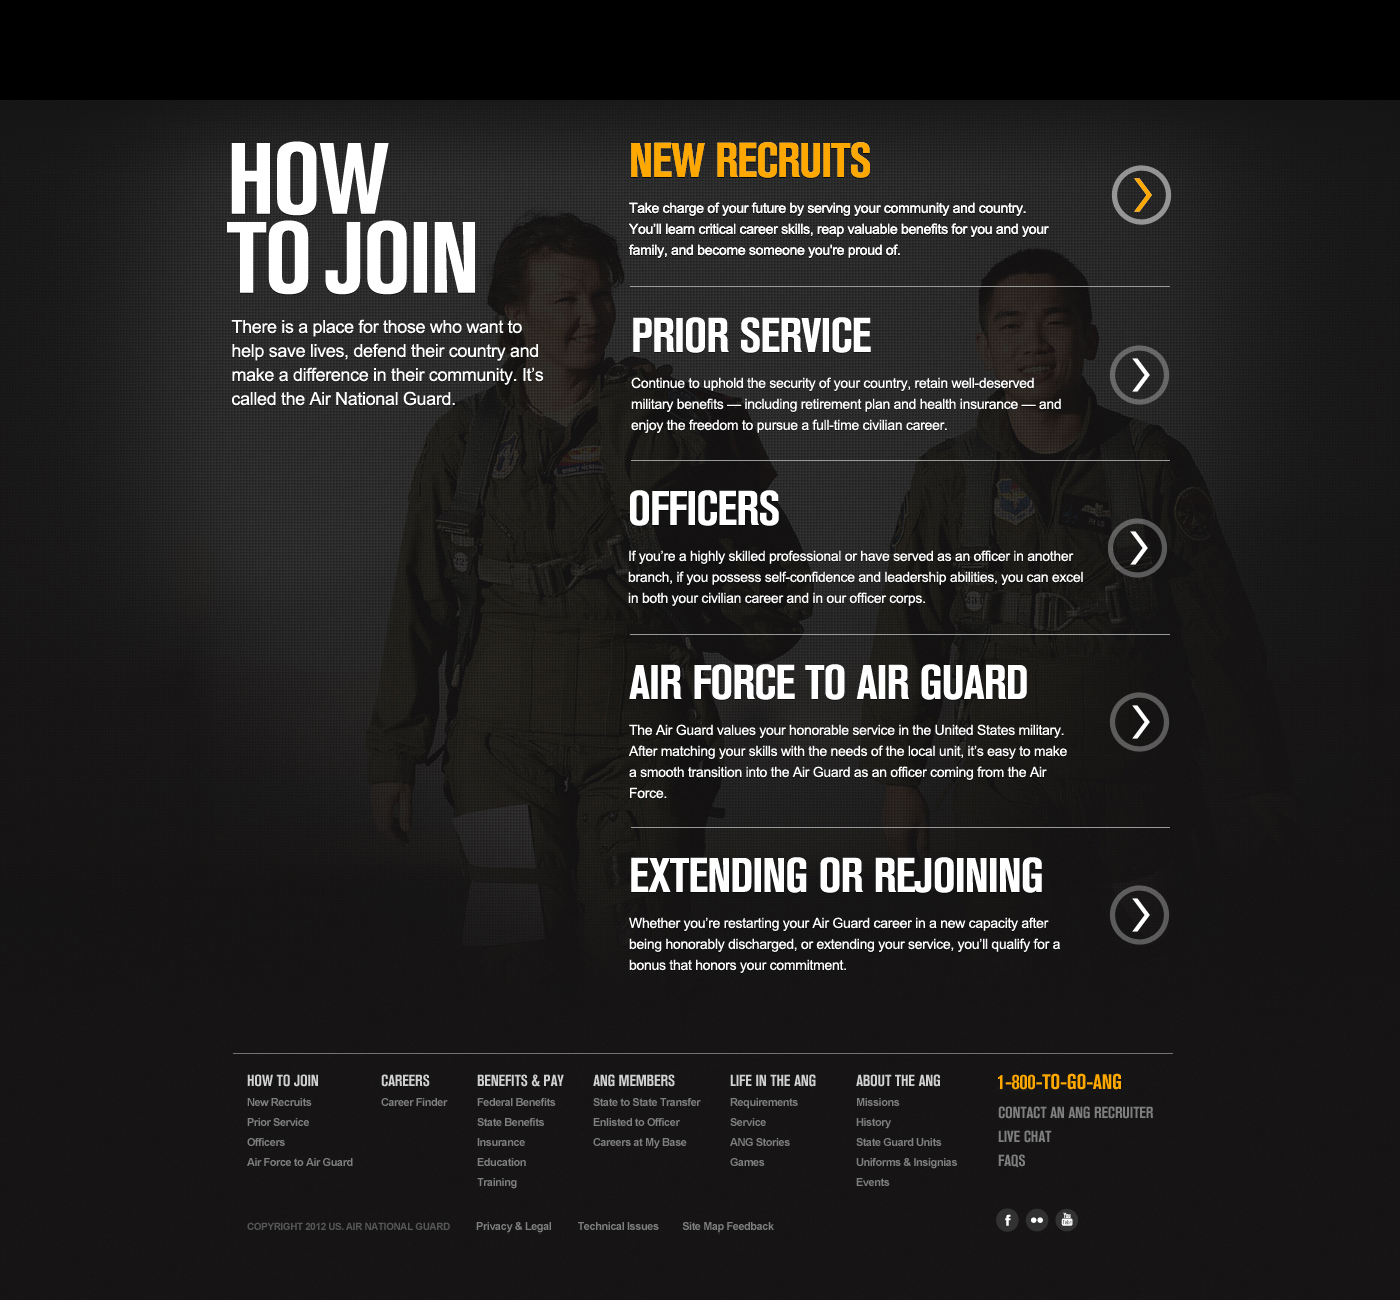 HOW
TO JOIN
There is a place for those who want to
help save lives, defend their country and
make a difference in their community. It’s
called the Air National Guard.
NEW RECRUITS
Take charge of your future by serving your community and country.
You’ll learn critical career skills, reap valuable benefits for you and your
family, and become someone you're proud of.
PRIOR SERVICE
Continue to uphold the security of your country, retain well-deserved
military benefits — including retirement plan and health insurance — and
enjoy the freedom to pursue a full-time civilian career.
OFFICERS
If you’re a highly skilled professional or have served as an officer in another
branch, if you possess self-confidence and leadership abilities, you can excel
in both your civilian career and in our officer corps.
AIR FORCE TO AIR GUARD
The Air Guard values your honorable service in the United States military.
After matching your skills with the needs of the local unit, it’s easy to make
a smooth transition into the Air Guard as an officer coming from the Air
Force.
EXTENDING OR REJOINING
Whether you’re restarting your Air Guard career in a new capacity after
being honorably discharged, or extending your service, you’ll qualify for a
bonus that honors your commitment.
HOW TO JOIN
New Recruits
Prior Service
Officers
Air Force to Air Guard
CAREERS
Career Finder
BENEFITS & PAY
Federal Benefits
State Benefits
Insurance
Education
Training
ANG MEMBERS
State to State Transfer
Enlisted to Officer
Careers at My Base
LIFE IN THE ANG
Requirements
Service
ANG Stories
Games
ABOUT THE ANG
Missions
History
State Guard Units
Uniforms & Insignias
Events
1-800-TO-GO-ANG
CONTACT AN ANG RECRUITER
LIVE CHAT
FAQS
COPYRIGHT 2012 US. AIR NATIONAL GUARD
Privacy & Legal
Technical Issues
Site Map Feedback
f
You
Tube